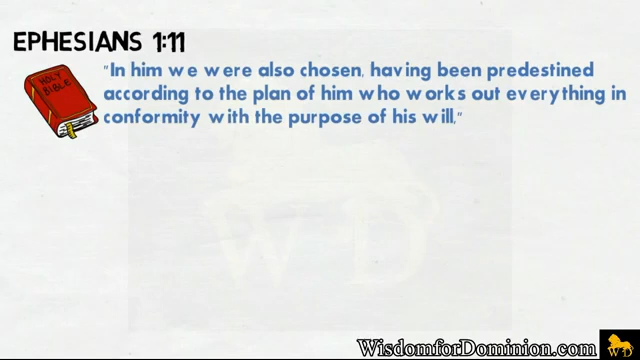 EPHESIANS 1:11
HOLY
BIBLE
"In him we were also chosen, having been predestined
according to the plan of him who works out everything in
conformity with the purpose of his will,"
W D
WisdomforDominion.com
W D